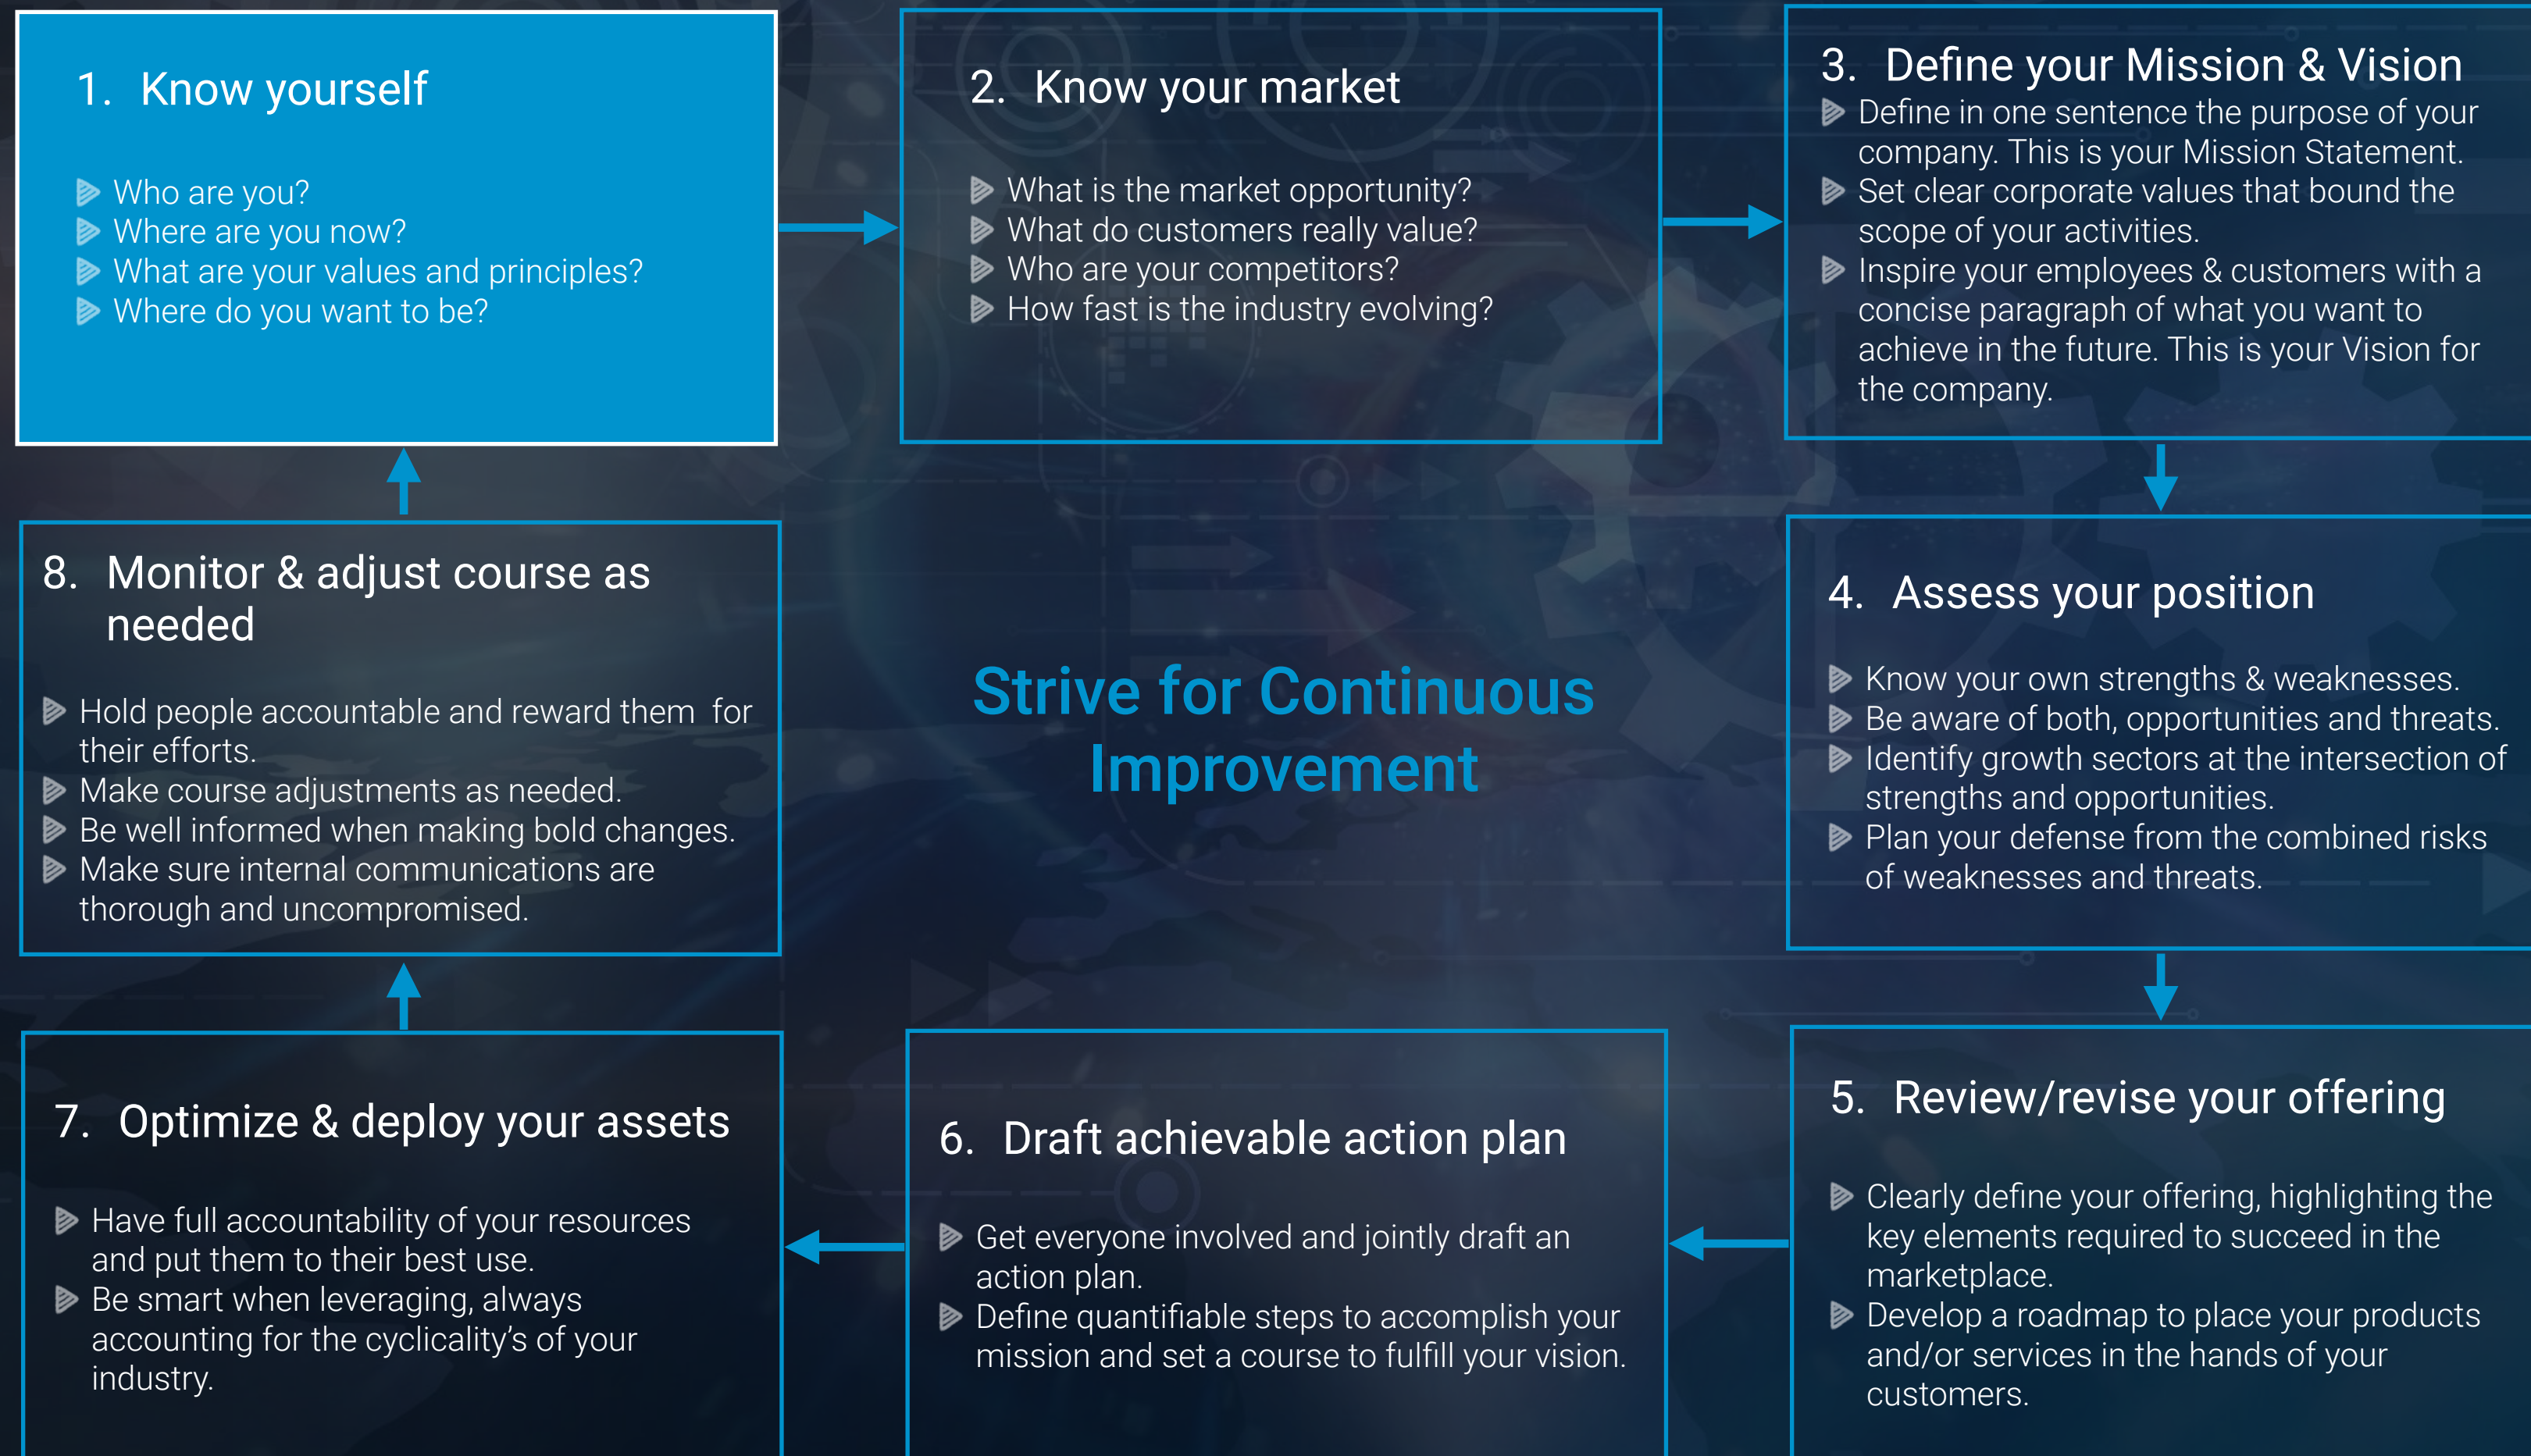 1. Know yourself
Who are you?
Where are you now?
What are your values and principles?
Where do you want to be?
2. Know your market
What is the market opportunity?
What do customers really value?
Who are your competitors?
How fast is the industry evolving?
3. Define your Mission & Vision
Define in one sentence the purpose of your
company. This is your Mission Statement.
Set clear corporate values that bound the
scope of your activities.
Inspire your employees & customers with a
concise paragraph of what you want to
achieve in the future. This is your Vision for
the company.
4. Assess your position
Know your own strengths & weaknesses.
Be aware of both, opportunities and threats.
Identify growth sectors at the intersection of
strengths and opportunities.
Plan your defense from the combined risks
of weaknesses and threats.
5. Review/revise your offering
Clearly define your offering, highlighting the
key elements required to succeed in the
marketplace.
Develop a roadmap to place your products
and/or services in the hands of your
customers.
6. Draft achievable action plan
Get everyone involved and jointly draft an
action plan.
Define quantifiable steps to accomplish your
mission and set a course to fulfill your vision.
7. Optimize & deploy your assets
Have full accountability of your resources
and put them to their best use.
Be smart when leveraging, always
accounting for the cyclicality's of your
industry.
8. Monitor & adjust course as
needed
Hold people accountable and reward them for
their efforts.
Make course adjustments as needed.
Be well informed when making bold changes.
Make sure internal communications are
thorough and uncompromised.
Strive for Continuous
Improvement